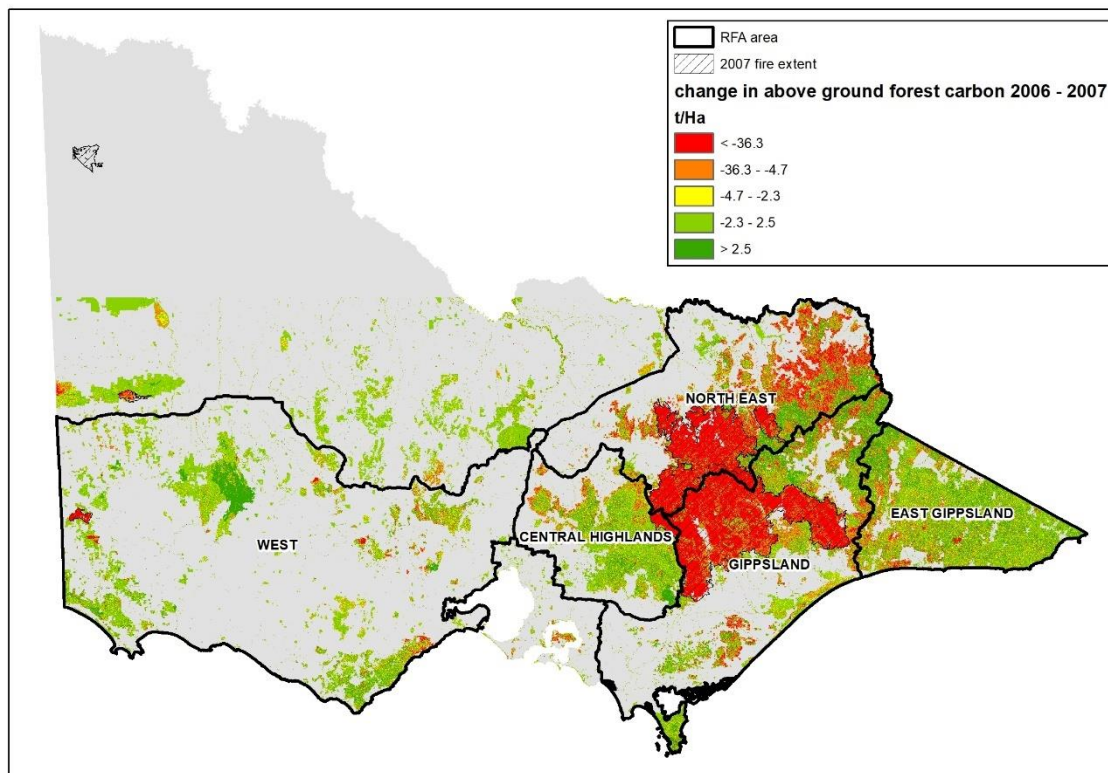 RFA area
2007 fire extent
change in above ground forest carbon 2006 - 2007
t/Ha
< -36.3
-36.3 - -4.7
-4.7 - -2.3
-2.3 - 2.5
> 2.5
NORTH EAST
EAST GIPPSLAND
CENTRAL HIGHLANDS
WEST
GIPPSLAND